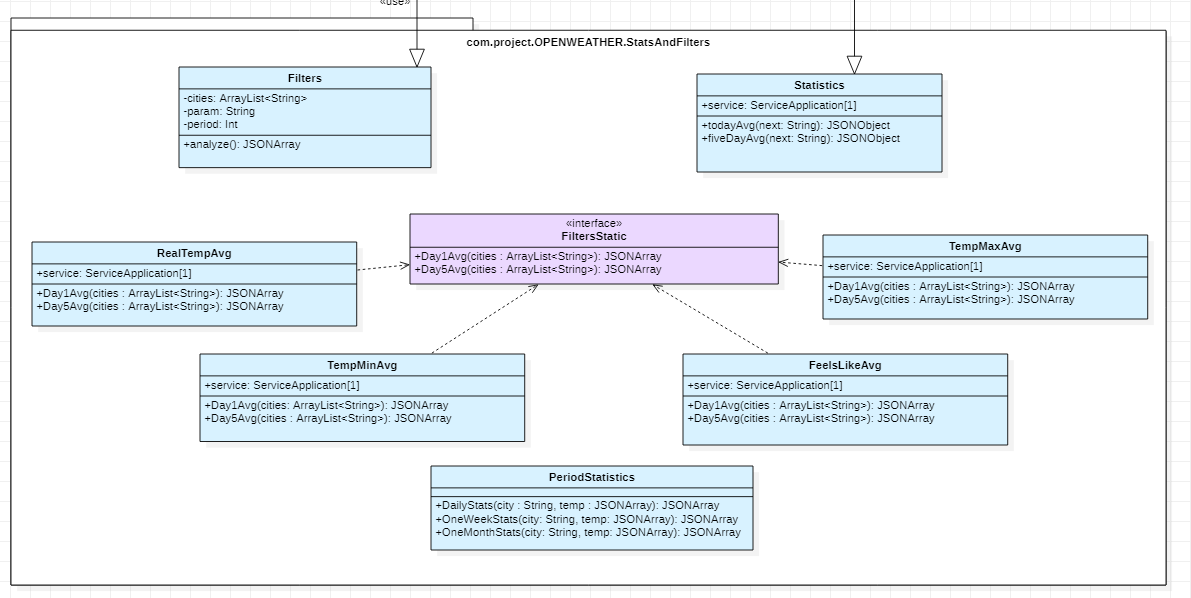 «use»
com.project.OPENWEATHER.StatsAndFilters
Filters
-cities: ArrayList<String>
-param: String
-period: Int
+analyze(): JSONArray
Statistics
+service: ServiceApplication[1]
+todayAvg(next: String): JSONObject
+fiveDayAvg(next: String): JSONObject
«interface»
FiltersStatic
+Day1Avg(cities : ArrayList<String>): JSONArray
+Day5Avg(cities : ArrayList<String>): JSONArray
RealTempAvg
+service: ServiceApplication[1]
+Day1Avg(cities : ArrayList<String>): JSONArray
+Day5Avg(cities : ArrayList<String>): JSONArray
TempMaxAvg
+service: ServiceApplication[1]
+Day1Avg(cities : ArrayList<String>): JSONArray
+Day5Avg(cities : ArrayList<String>): JSONArray
TempMinAvg
+service: ServiceApplication[1]
+Day1Avg(cities: ArrayList<String>): JSONArray
+Day5Avg(cities : ArrayList<String>): JSONArray
FeelsLikeAvg
+service: ServiceApplication[1]
+Day1Avg(cities : ArrayList<String>): JSONArray
+Day5Avg(cities : ArrayList<String>): JSONArray
PeriodStatistics
+DailyStats(city : String, temp : JSONArray): JSONArray
+OneWeekStats(city: String, temp: JSONArray): JSONArray
+OneMonthStats(city: String, temp: JSONArray): JSONArray